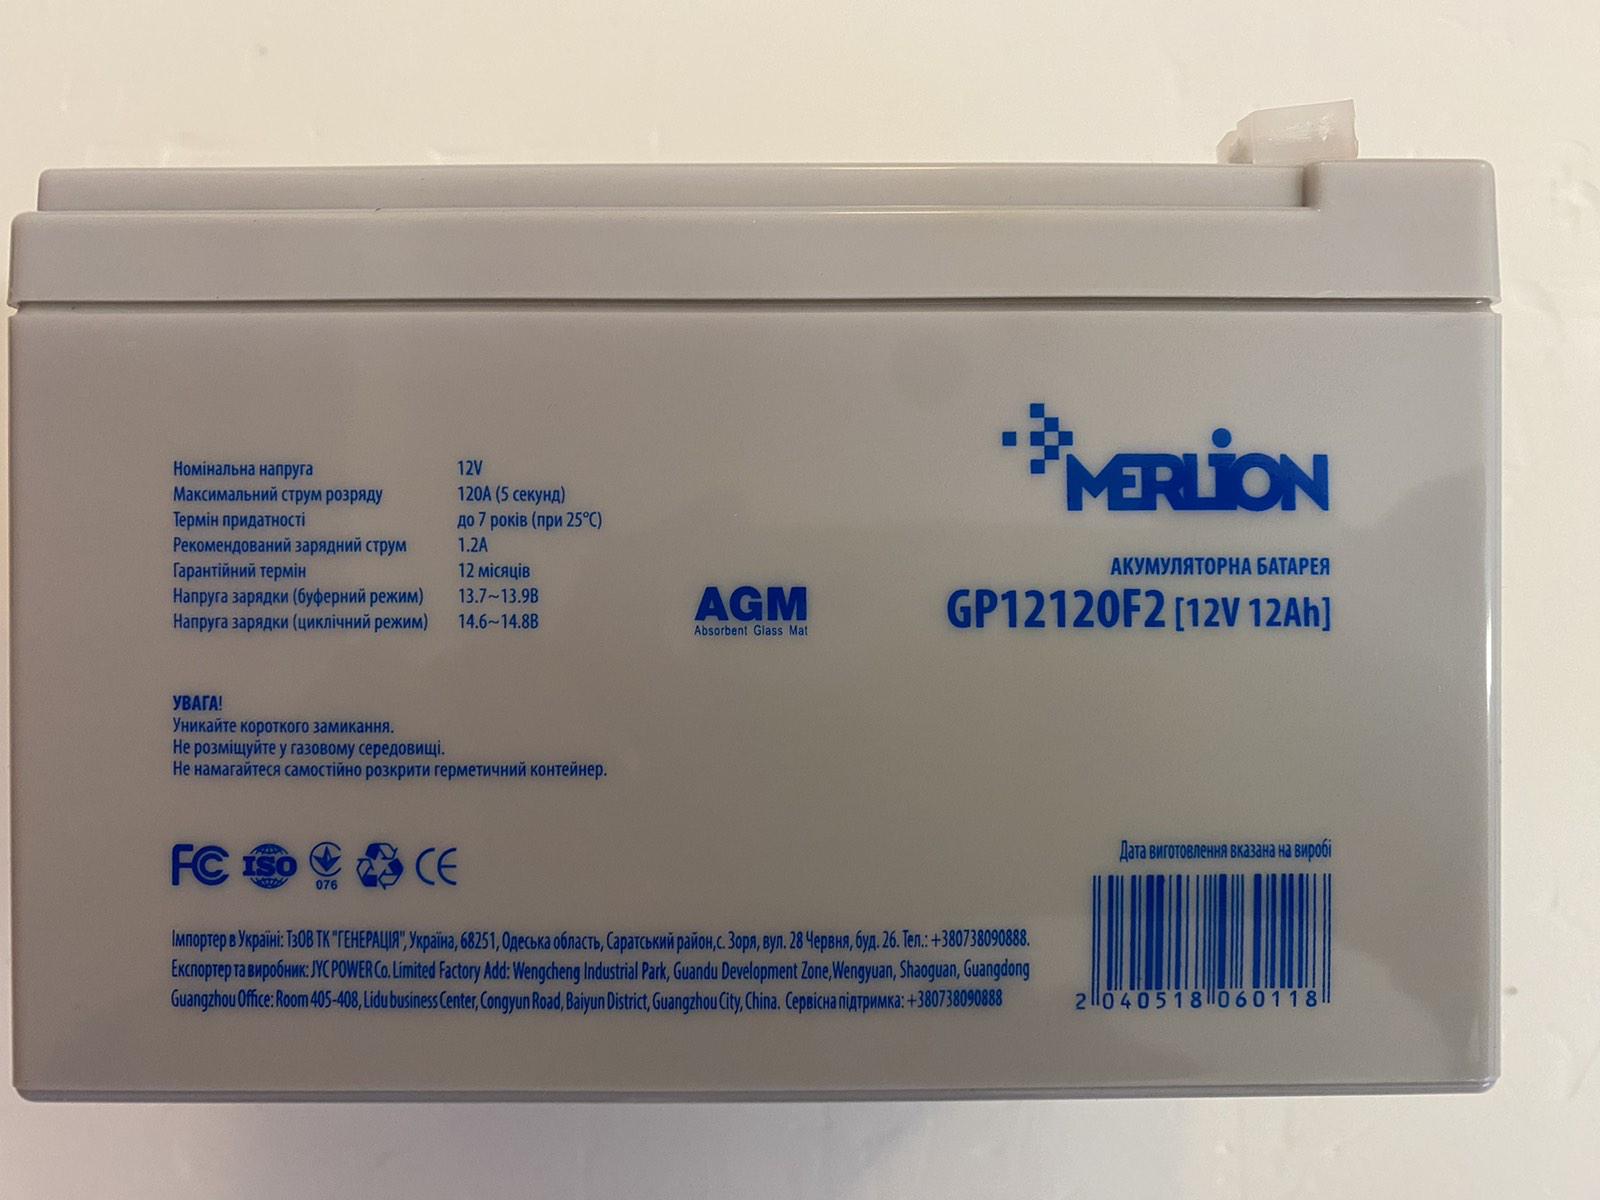 Номінальна напруга 12V
Максимальний струм розряду 120A (5 секунд)
Термін придатності до 7 років (при 25°C)
Рекомендований зарядний струм 1.2A
Гарантійний термін 12 місяців
Напруга зарядки (буферний режим) 13.7~13.9В
Напруга зарядки (циклічний режим) 14.6~14.8В
AGM
Absorbent Glass Mat
MERLION
АКУМУЛЯТОРНА БАТАРЕЯ
GP12120F2 [12V 12Ah]
УВАГА!
Уникайте короткого замикання.
Не розміщуйте у газовому середовищі.
Не намагайтеся самостійно розкрити герметичний контейнер.
FC ISO 076 CE
Дата виготовлення вказана на виробі
2 040518 060118
Імпортер в Україні: ТзОВ ТК "ГЕНЕРАЦІЯ", Україна, 68251, Одеська область, Саратський район,с. Зоря, вул. 28 Червня, буд. 26. Тел.: +380738090888.
Експортер та виробник: JYC POWER Co. Limited Factory Add: Wengcheng Industrial Park, Guandu Development Zone,Wengyuan, Shaoguan, Guangdong
Guangzhou Office: Room 405-408, Lidu business Center, Congyun Road, Baiyun District, Guangzhou City, China. Сервісна підтримка: +380738090888